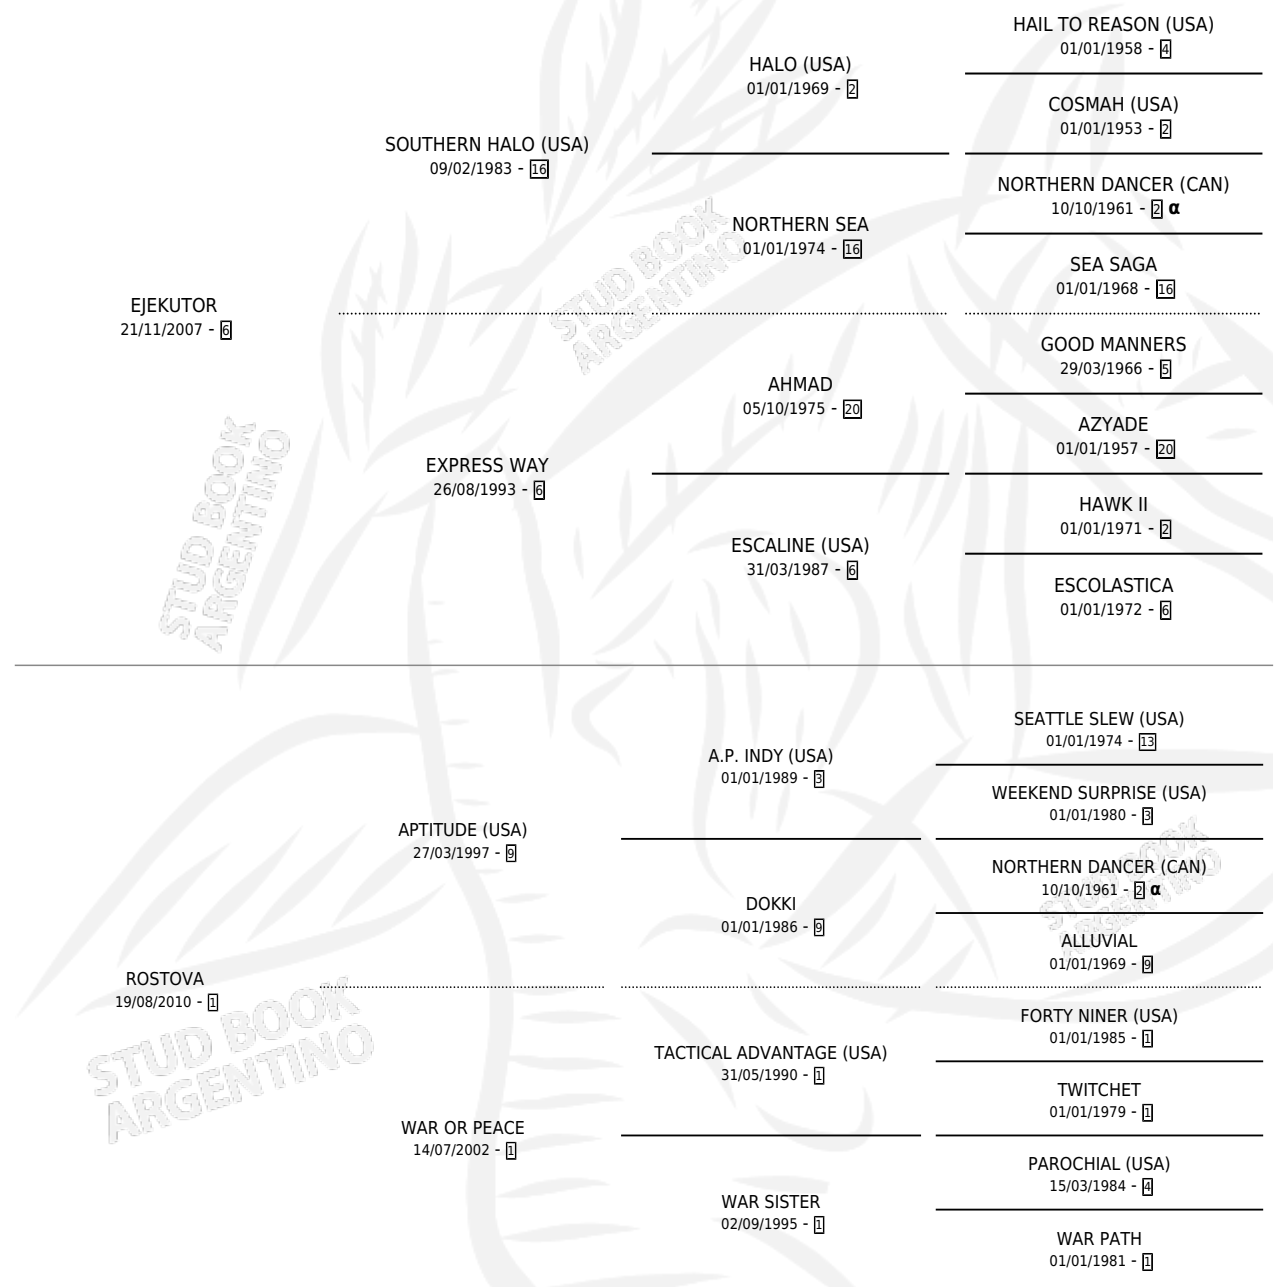 HAIL TO REASON (USA)
01/01/1958 - 4
HALO (USA)
01/01/1969 - 2
COSMAH (USA)
01/01/1953 - 2
SOUTHERN HALO (USA)
09/02/1983 - 16
NORTHERN DANCER (CAN)
10/10/1961 - 2 α
NORTHERN SEA
01/01/1974 - 16
SEA SAGA
01/01/1968 - 16
STUD BOOK
ARGENTINO
EJEKUTOR
21/11/2007 - 6
GOOD MANNERS
29/03/1966 - 5
AHMAD
05/10/1975 - 20
AZYADE
01/01/1957 - 20
EXPRESS WAY
26/08/1993 - 6
HAWK II
01/01/1971 - 2
ESCALINE (USA)
31/03/1987 - 6
ESCOLASTICA
01/01/1972 - 6
STUD BOOK
ARGENTINO
SEATTLE SLEW (USA)
01/01/1974 - 13
A.P. INDY (USA)
01/01/1989 - 3
WEEKEND SURPRISE (USA)
01/01/1980 - 3
APTITUDE (USA)
27/03/1997 - 9
NORTHERN DANCER (CAN)
10/10/1961 - 2 α
STUD BOOK
ARGENTINO
DOKKI
01/01/1986 - 9
ALLUVIAL
01/01/1969 - 9
ROSTOVA
19/08/2010 - 1
STUD BOOK
ARGENTINO
FORTY NINER (USA)
01/01/1985 - 1
TACTICAL ADVANTAGE (USA)
31/05/1990 - 1
TWITCHET
01/01/1979 - 1
WAR OR PEACE
14/07/2002 - 1
PAROCHIAL (USA)
15/03/1984 - 4
WAR SISTER
02/09/1995 - 1
WAR PATH
01/01/1981 - 1